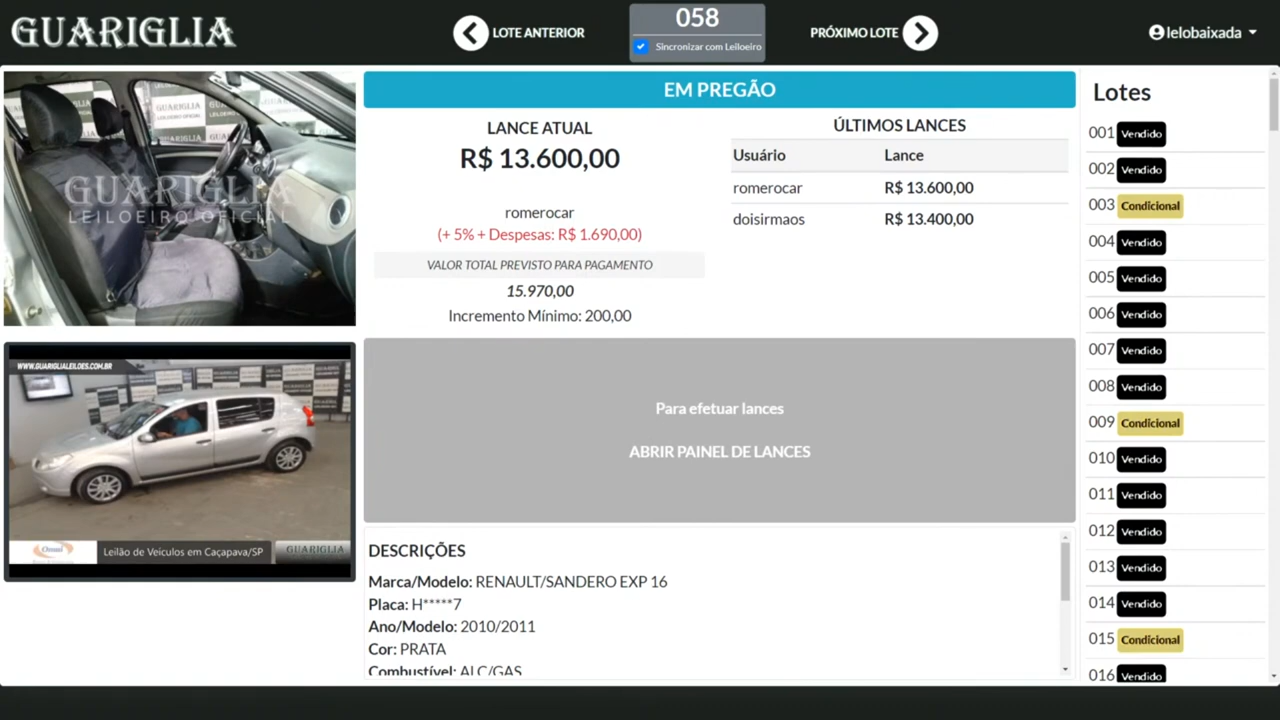 GUARIGLIA
LOTE ANTERIOR
058
Sincronizar com Leiloeiro
PRÓXIMO LOTE
lelobaixada
GUARIGLIA
LEILOEIRO OFICIAL
GUARIGLIA
LEILOEIRO OFICIAL
WWW.GUARIGLIALEILOES.COM.BR
Leilão de Veiculos em Caçapava/SP
GUARIGLIA
EM PREGÃO
LANCE ATUAL
R$ 13.600,00
romerocar
(+ 5% + Despesas: R$ 1.690,00)
VALOR TOTAL PREVISTO PARA PAGAMENTO
15.970,00
Incremento Mínimo: 200,00
ÚLTIMOS LANCES
Usuário Lance
romerocar R$ 13.600,00
doisirmaos R$ 13.400,00
Para efetuar lances
ABRIR PAINEL DE LANCES
DESCRIÇÕES
Marca/Modelo: RENAULT/SANDERO EXP 16
Placa: H*****7
Ano/Modelo: 2010/2011
Cor: PRATA
Combustível: ALC/GAS
Lotes
001 Vendido
002 Vendido
003 Condicional
004 Vendido
005 Vendido
006 Vendido
007 Vendido
008 Vendido
009 Condicional
010 Vendido
011 Vendido
012 Vendido
013 Vendido
014 Vendido
015 Condicional
016 Vendido